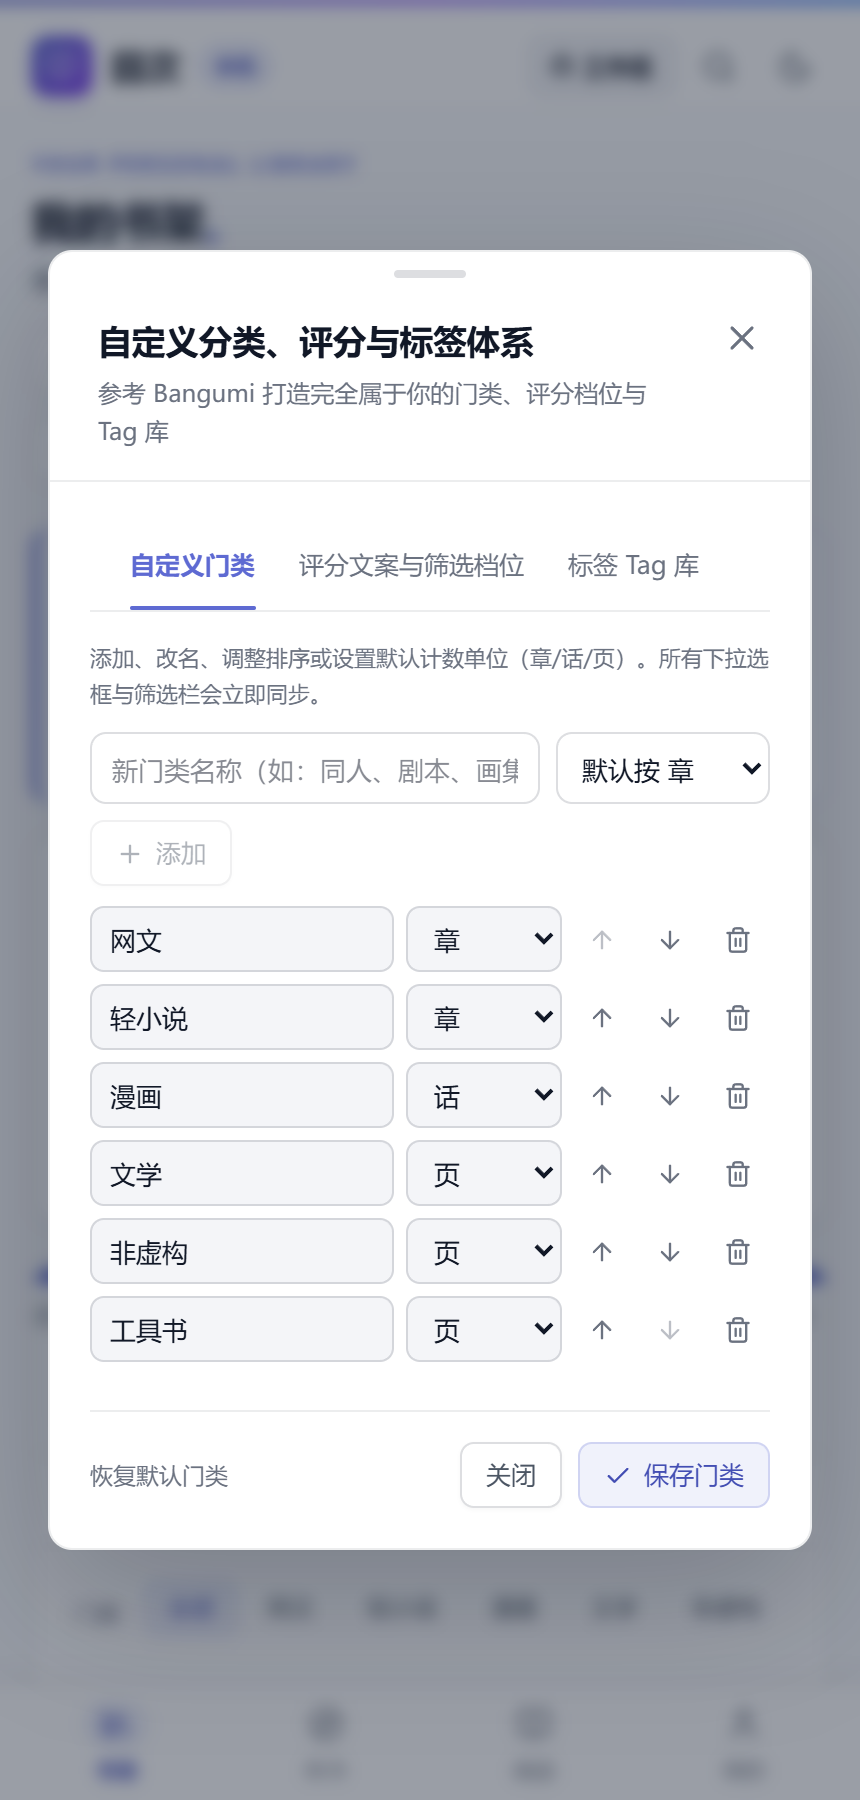 自定义分类、评分与标签体系
参考 Bangumi 打造完全属于你的门类、评分档位与
Tag 库
自定义门类 评分文案与筛选档位 标签 Tag 库
添加、改名、调整排序或设置默认计数单位（章/话/页）。所有下拉选
框与筛选栏会立即同步。
新门类名称（如：同人、剧本、画集 默认按 章
添加
网文 章
轻小说 章
漫画 话
文学 页
非虚构 页
工具书 页
恢复默认门类 关闭 保存门类